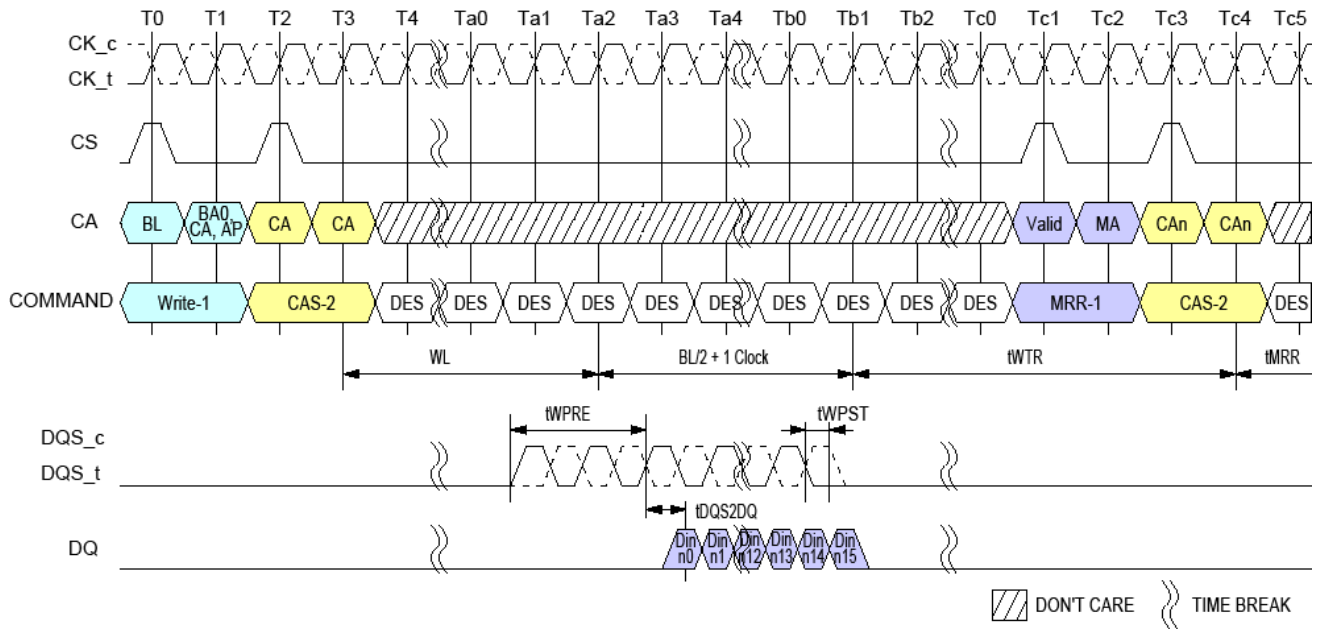 T0 T1 T2 T3 T4 Ta0 Ta1 Ta2 Ta3 Ta4 Tb0 Tb1 Tb2 Tc0 Tc1 Tc2 Tc3 Tc4 Tc5
CK_c
CK_t
CS
CA BL BA0, CA, AP CA CA Valid MA CAn CAn
COMMAND Write-1 CAS-2 DES DES DES DES DES DES DES DES DES DES MRR-1 CAS-2 DES
WL BL/2 + 1 Clock tWTR tMRR
tWPRE tWPST
DQS_c
DQS_t
tDQS2DQ
DQ Din n0 Din n1 Din n12 Din n13 Din n14 Din n15
DON'T CARE TIME BREAK